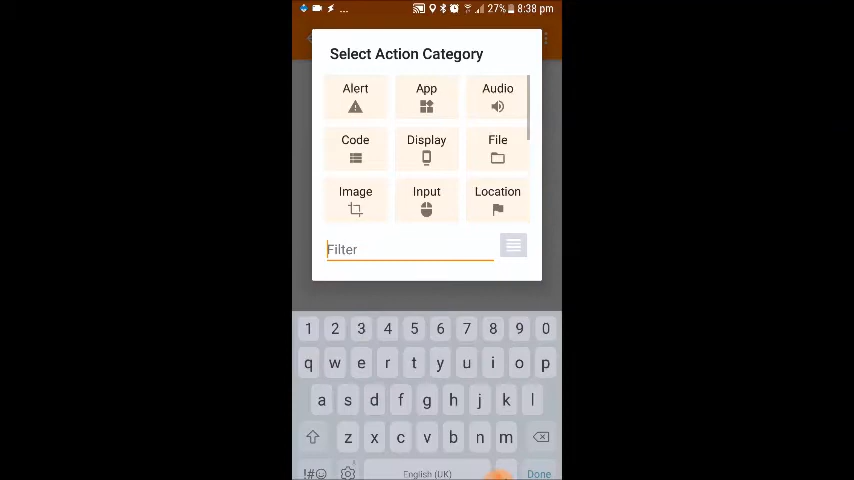 ... 27% 8:38 pm
Select Action Category
Alert App Audio
Code Display File
Image Input Location
Filter
1 2 3 4 5 6 7 8 9 0
q w e r t y u i o p
a s d f g h j k l
z x c v b n m
!#☺ English (UK) Done